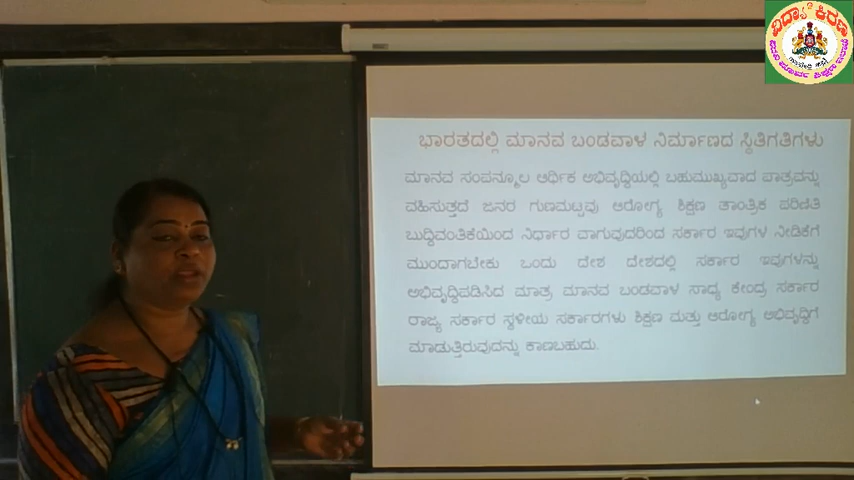 ವಿದ್ಯಾ ಕಿರಣ
ಭಾರತದಲ್ಲಿ ಮಾನವ ಬಂಡವಾಳ ನಿರ್ಮಾಣದ ಸ್ಥಿತಿಗತಿಗಳು
ಮಾನವ ಸಂಪನ್ಮೂಲ ಆರ್ಥಿಕ ಅಭಿವೃದ್ಧಿಯಲ್ಲಿ ಬಹುಮುಖ್ಯವಾದ ಪಾತ್ರವನ್ನು
ವಹಿಸುತ್ತದೆ ಜನರ ಗುಣಮಟ್ಟವು ಆರೋಗ್ಯ ಶಿಕ್ಷಣ ತಾಂತ್ರಿಕ ಪರಿಣಿತಿ
ಬುದ್ಧಿವಂತಿಕೆಯಿಂದ ನಿರ್ಧಾರ ವಾಗುವುದರಿಂದ ಸರ್ಕಾರ ಇವುಗಳ ನೀಡಿಕೆಗೆ
ಮುಂದಾಗಬೇಕು ಒಂದು ದೇಶ ದೇಶದಲ್ಲಿ ಸರ್ಕಾರ ಇವುಗಳನ್ನು
ಅಭಿವೃದ್ಧಿಪಡಿಸಿದ ಮಾತ್ರ ಮಾನವ ಬಂಡವಾಳ ಸಾಧ್ಯ ಕೇಂದ್ರ ಸರ್ಕಾರ
ರಾಜ್ಯ ಸರ್ಕಾರ ಸ್ಥಳೀಯ ಸರ್ಕಾರಗಳು ಶಿಕ್ಷಣ ಮತ್ತು ಆರೋಗ್ಯ ಅಭಿವೃದ್ಧಿಗೆ
ಮಾಡುತ್ತಿರುವುದನ್ನು ಕಾಣಬಹುದು.